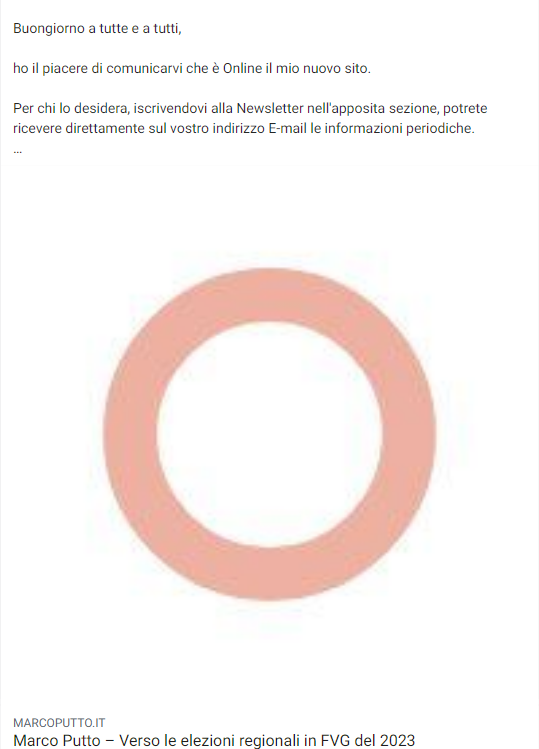 Buongiorno a tutte e a tutti,
ho il piacere di comunicarvi che è Online il mio nuovo sito.
Per chi lo desidera, iscrivendovi alla Newsletter nell'apposita sezione, potrete
ricevere direttamente sul vostro indirizzo E-mail le informazioni periodiche.
...
MARCOPUTTO.IT
Marco Putto – Verso le elezioni regionali in FVG del 2023